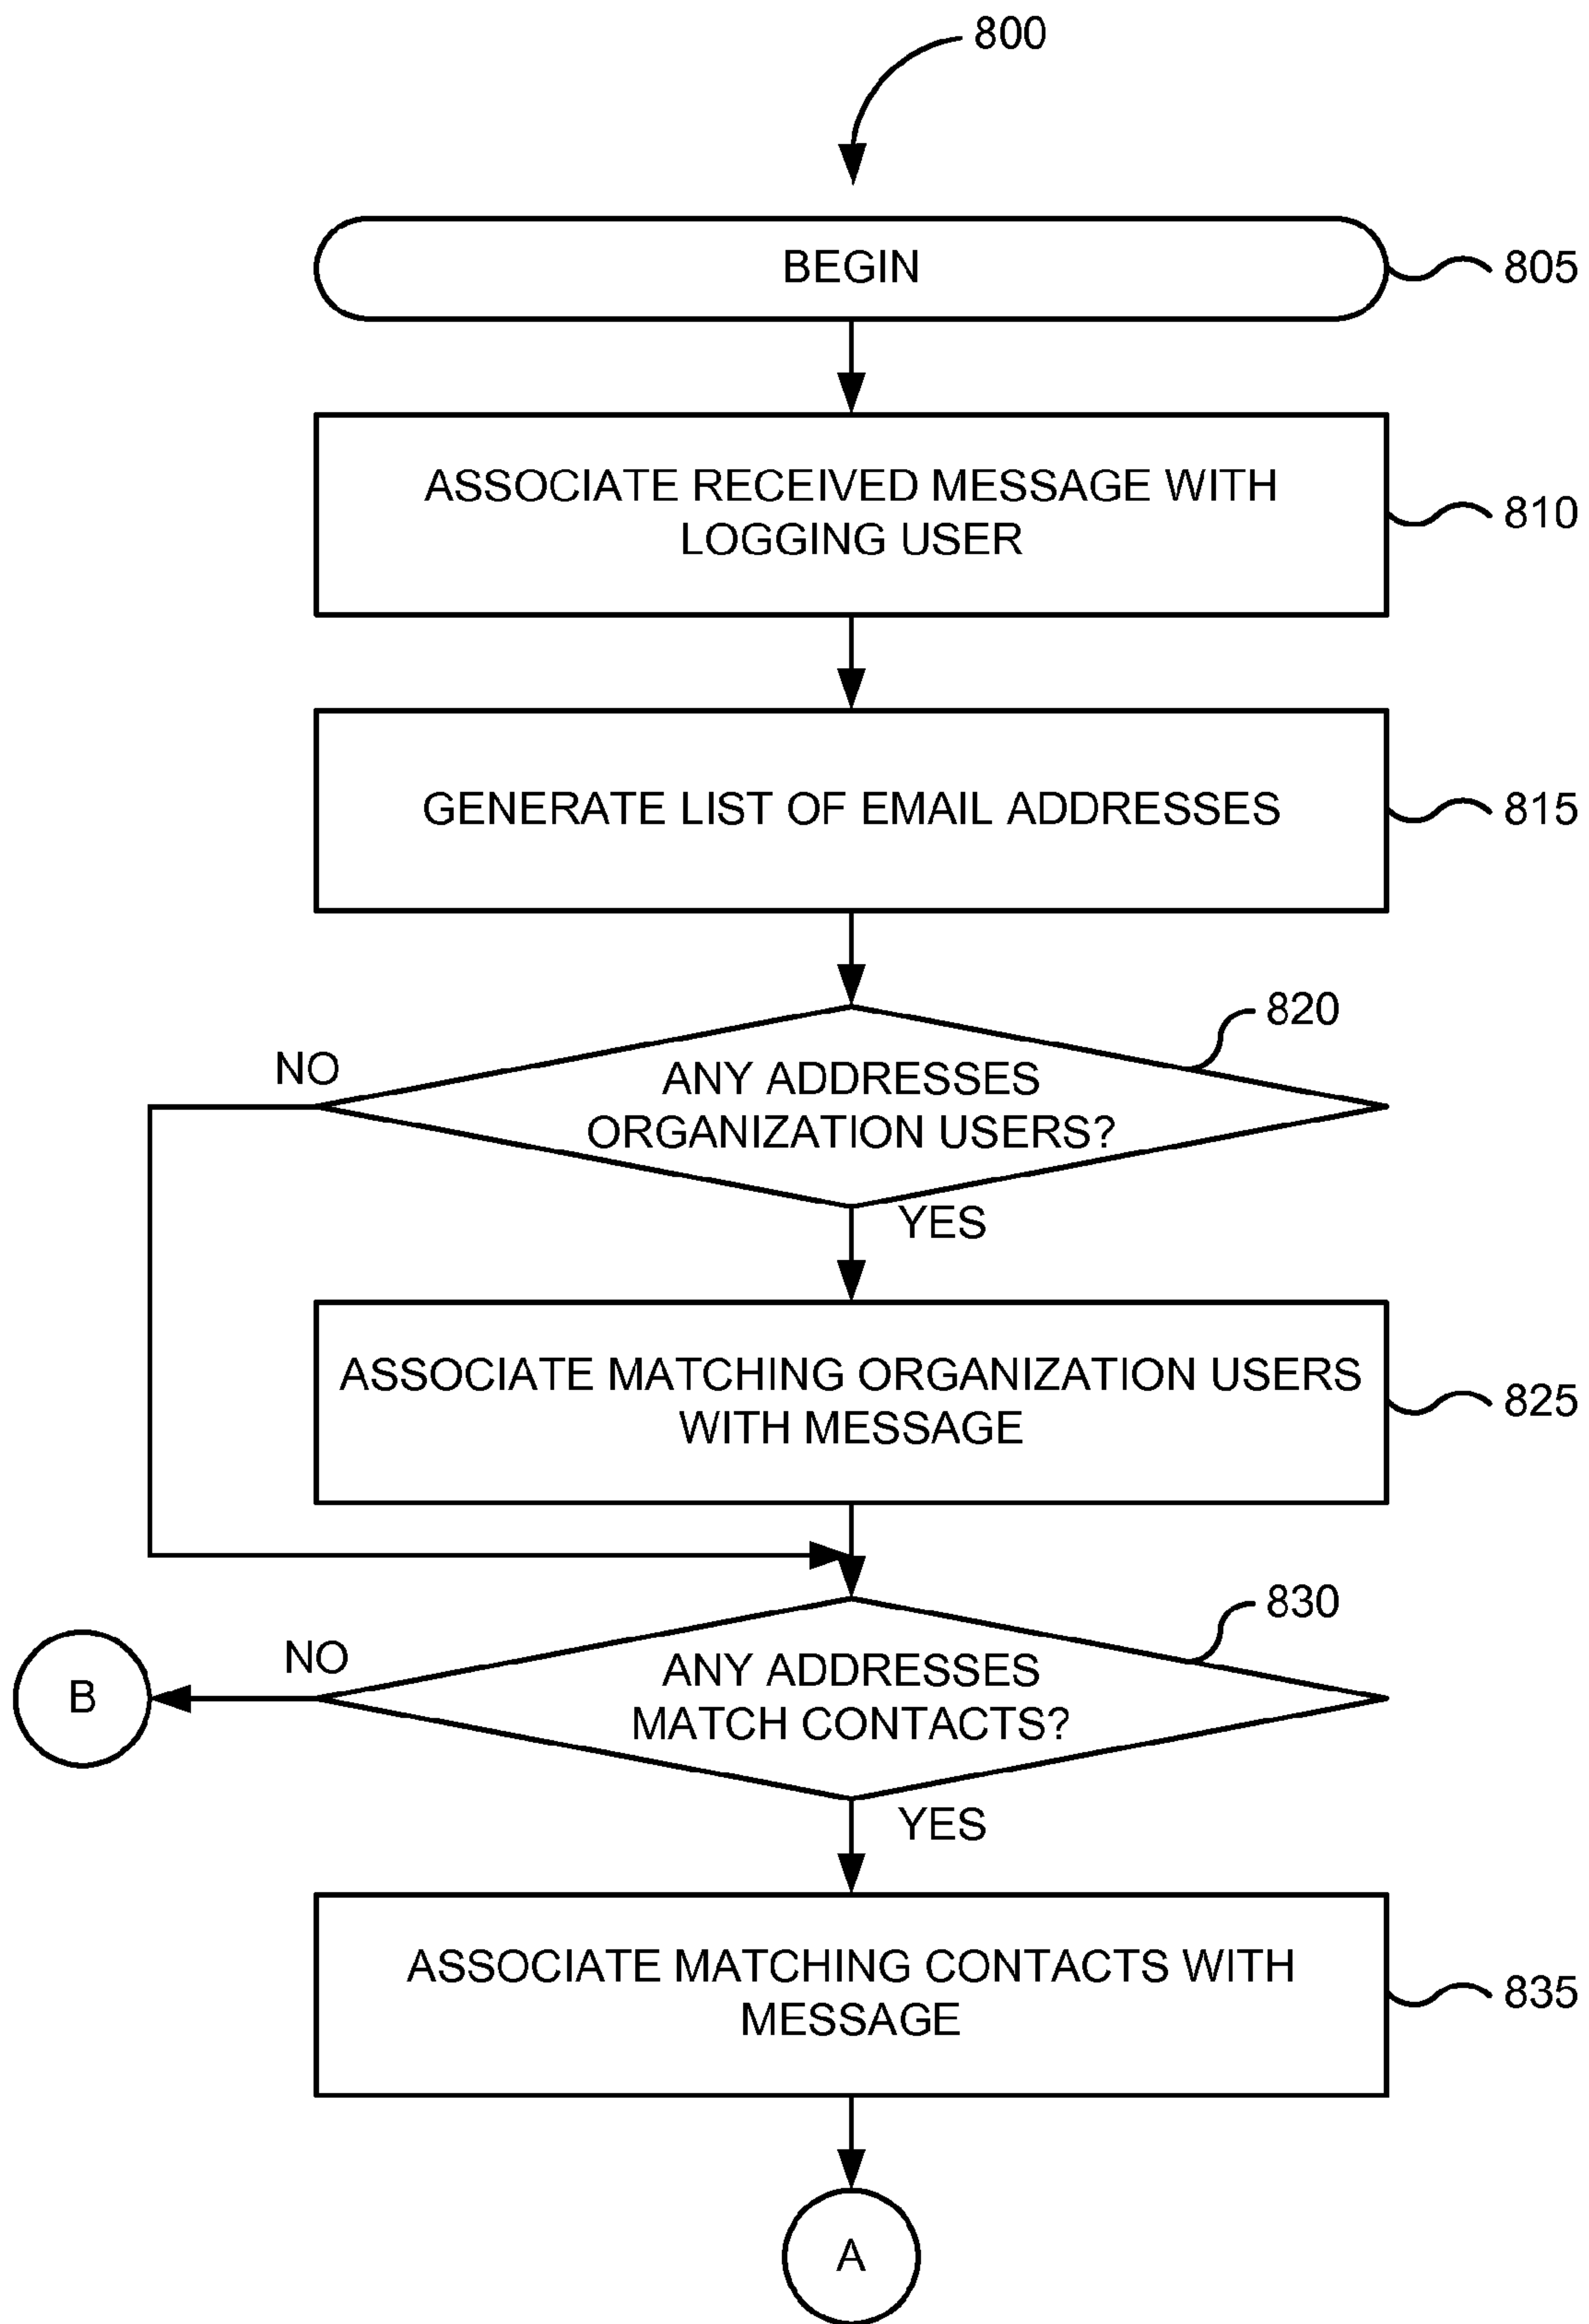 800
BEGIN
805
ASSOCIATE RECEIVED MESSAGE WITH
LOGGING USER
810
GENERATE LIST OF EMAIL ADDRESSES
815
820
NO
ANY ADDRESSES
ORGANIZATION USERS?
YES
ASSOCIATE MATCHING ORGANIZATION USERS
WITH MESSAGE
825
830
NO
B
ANY ADDRESSES
MATCH CONTACTS?
YES
ASSOCIATE MATCHING CONTACTS WITH
MESSAGE
835
A